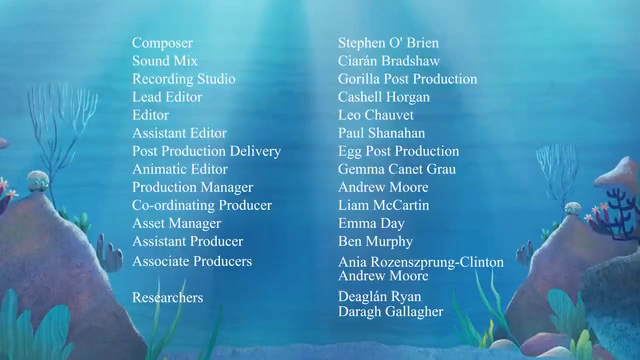 Composer Stephen O' Brien
Sound Mix Ciarán Bradshaw
Recording Studio Gorilla Post Production
Lead Editor Cashell Horgan
Editor Leo Chauvet
Assistant Editor Paul Shanahan
Post Production Delivery Egg Post Production
Animatic Editor Gemma Canet Grau
Production Manager Andrew Moore
Co-ordinating Producer Liam McCartin
Asset Manager Emma Day
Assistant Producer Ben Murphy
Associate Producers Ania Rozenszprung-Clinton
Andrew Moore
Researchers Deaglán Ryan
Daragh Gallagher